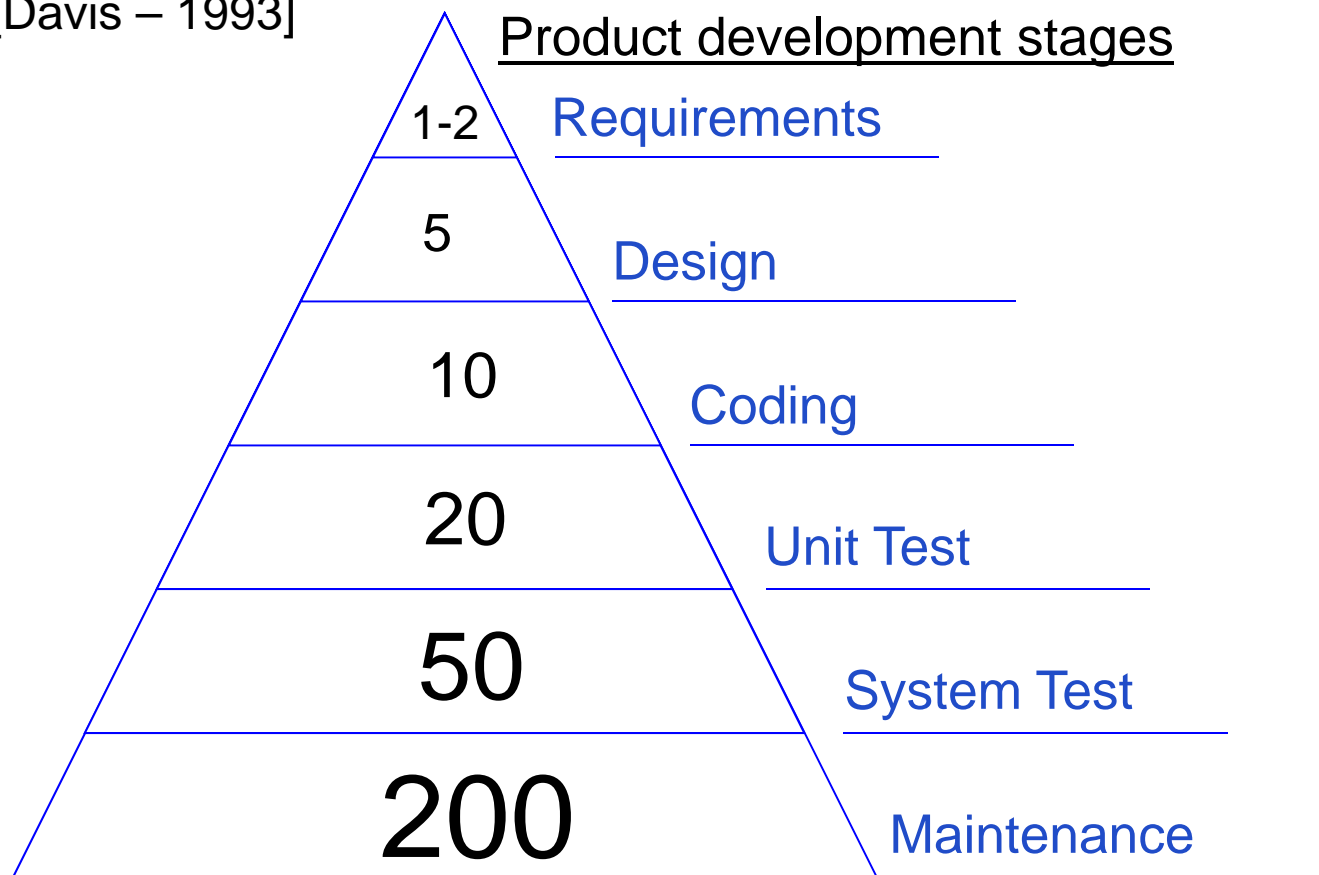 [Davis – 1993]
Product development stages
1-2
Requirements
5
Design
10
Coding
20
Unit Test
50
System Test
200
Maintenance